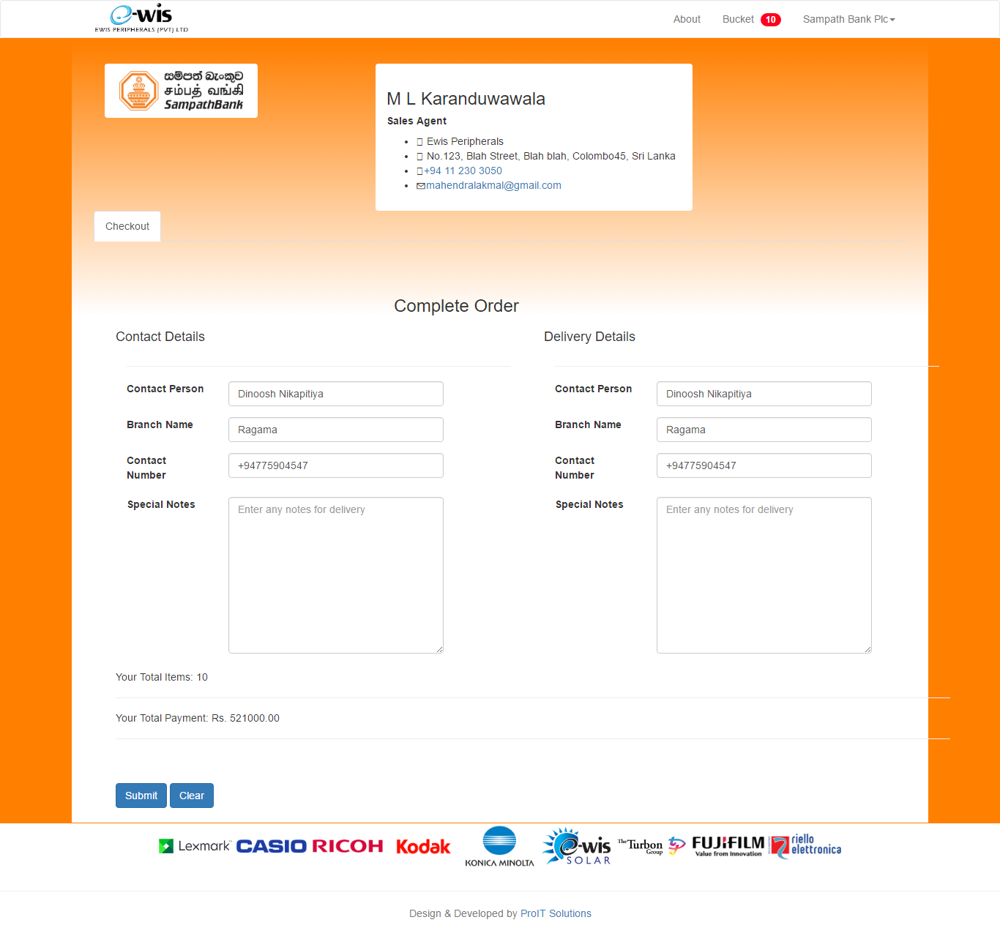 e-wis
EWIS PERIPHERALS (PVT) LTD
About
Bucket 10
Sampath Bank Plc
සම්පත් බැංකුව
சம்பத் வங்கி
SampathBank
M L Karanduwawala
Sales Agent
Ewis Peripherals
No.123, Blah Street, Blah blah, Colombo45, Sri Lanka
+94 11 230 3050
mahendralakmal@gmail.com
Checkout
Complete Order
Contact Details
Contact Person
Dinoosh Nikapitiya
Branch Name
Ragama
Contact
Number
+94775904547
Special Notes
Enter any notes for delivery
Delivery Details
Contact Person
Dinoosh Nikapitiya
Branch Name
Ragama
Contact
Number
+94775904547
Special Notes
Enter any notes for delivery
Your Total Items: 10
Your Total Payment: Rs. 521000.00
Submit
Clear
Lexmark™
CASIO
RICOH
Kodak
KONICA MINOLTA
e-wis
SOLAR
The Turbon
Group
FUJIFILM
Value from Innovation
riello
elettronica
Design & Developed by ProIT Solutions